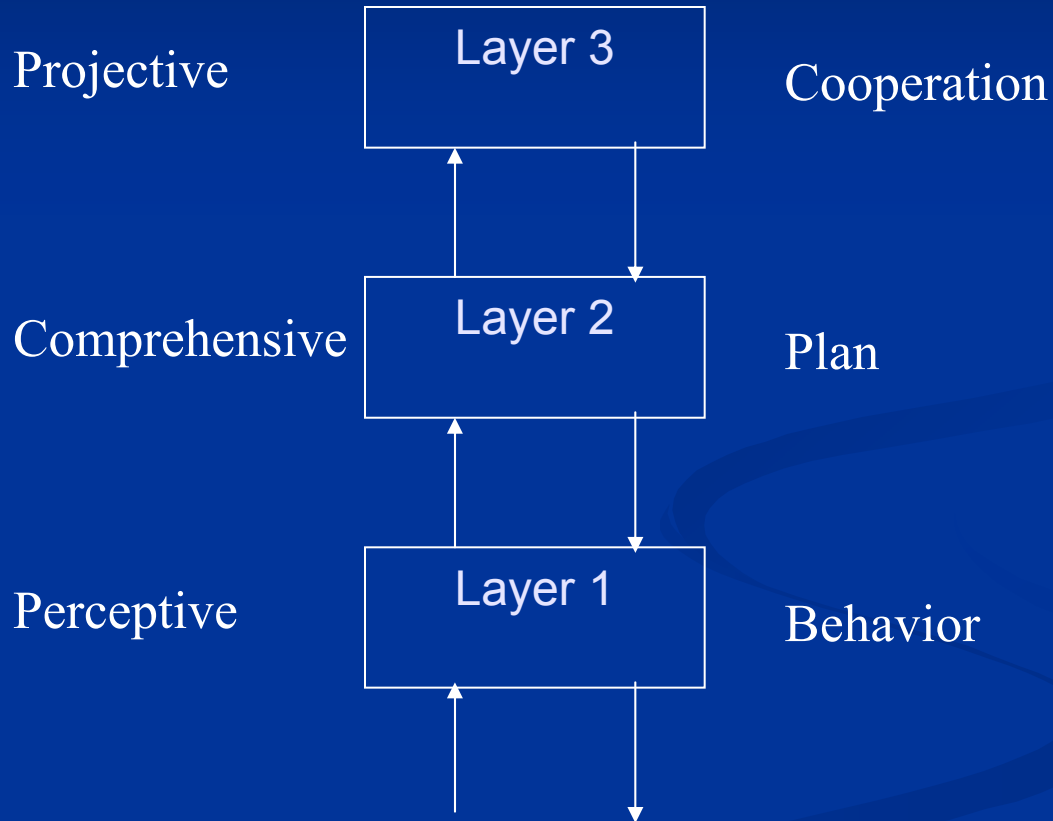 Projective
Layer 3
Cooperation
Comprehensive
Layer 2
Plan
Perceptive
Layer 1
Behavior